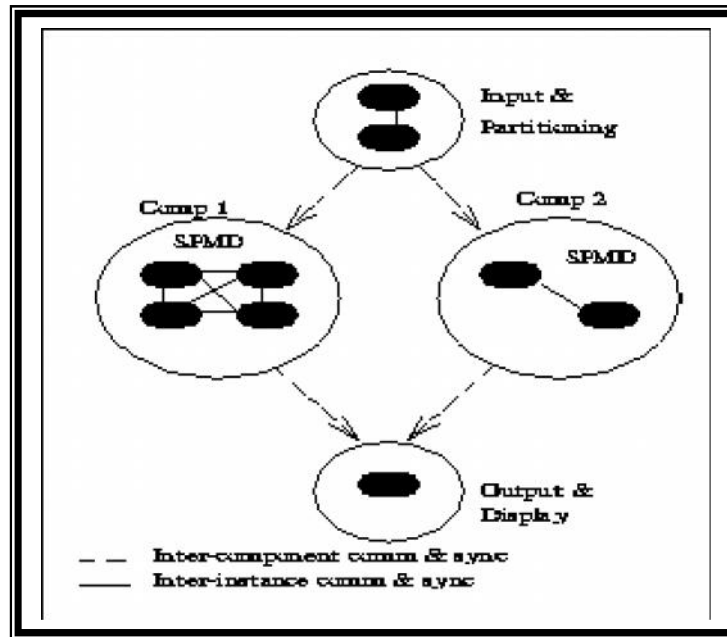 Input &
Partitioning
Comp 1
Comp 2
SPMD
SPMD
Output &
Display
Inter-component comm & sync
Inter-instance comm & sync